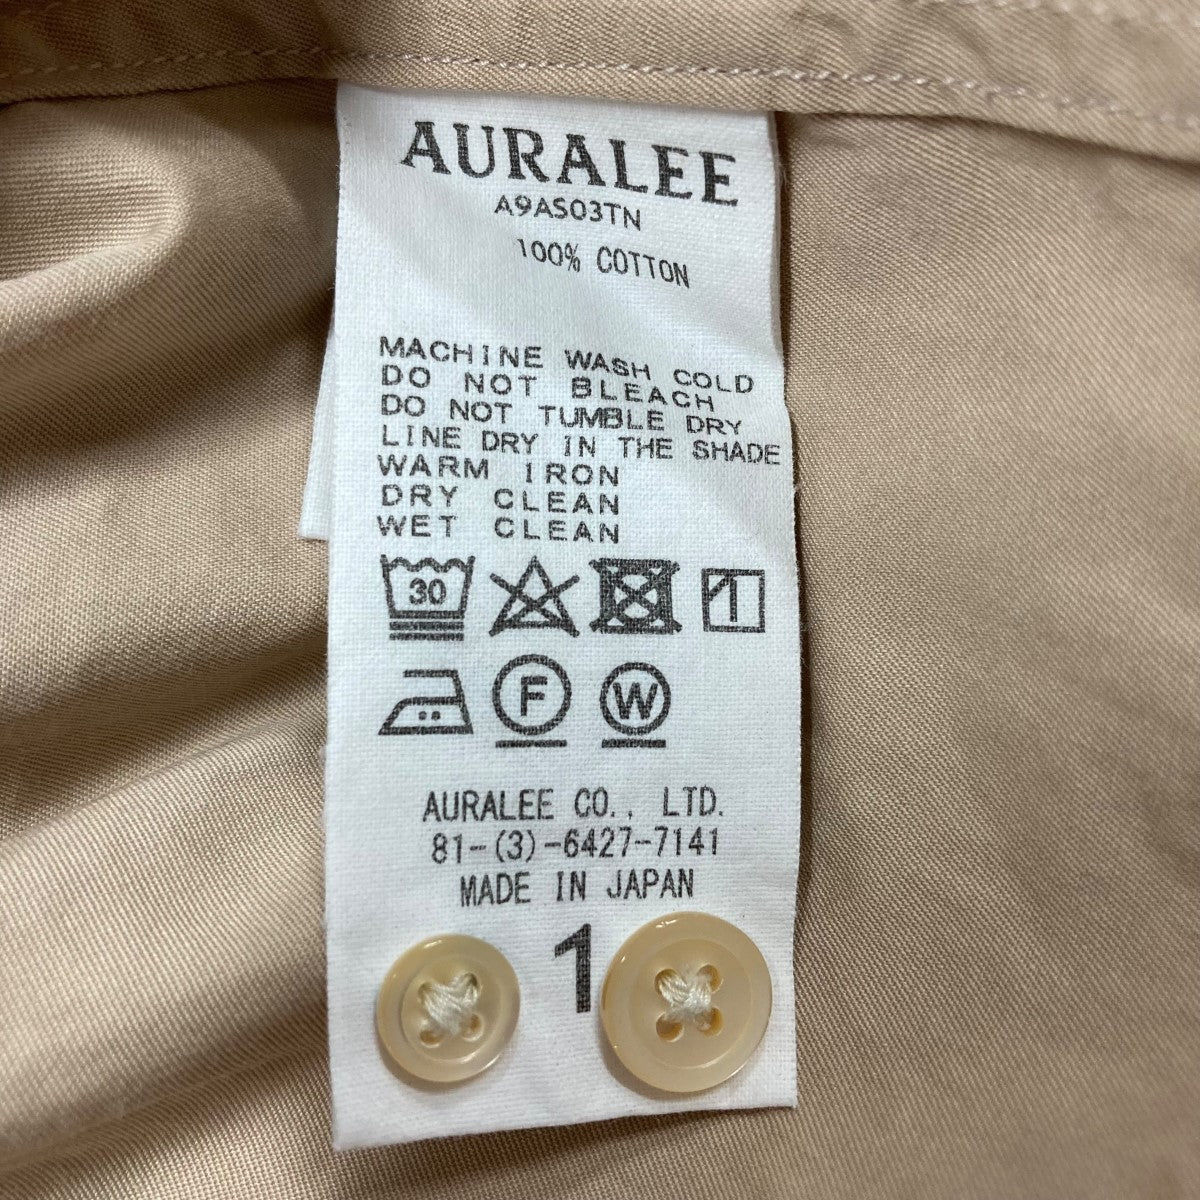 AURALEE
A9AS03TN
100% COTTON
MACHINE WASH COLD
DO NOT BLEACH
DO NOT TUMBLE DRY
LINE DRY IN THE SHADE
WARM IRON
DRY CLEAN
WET CLEAN
30
F W
AURALEE CO., LTD.
81-(3)-6427-7141
MADE IN JAPAN
1